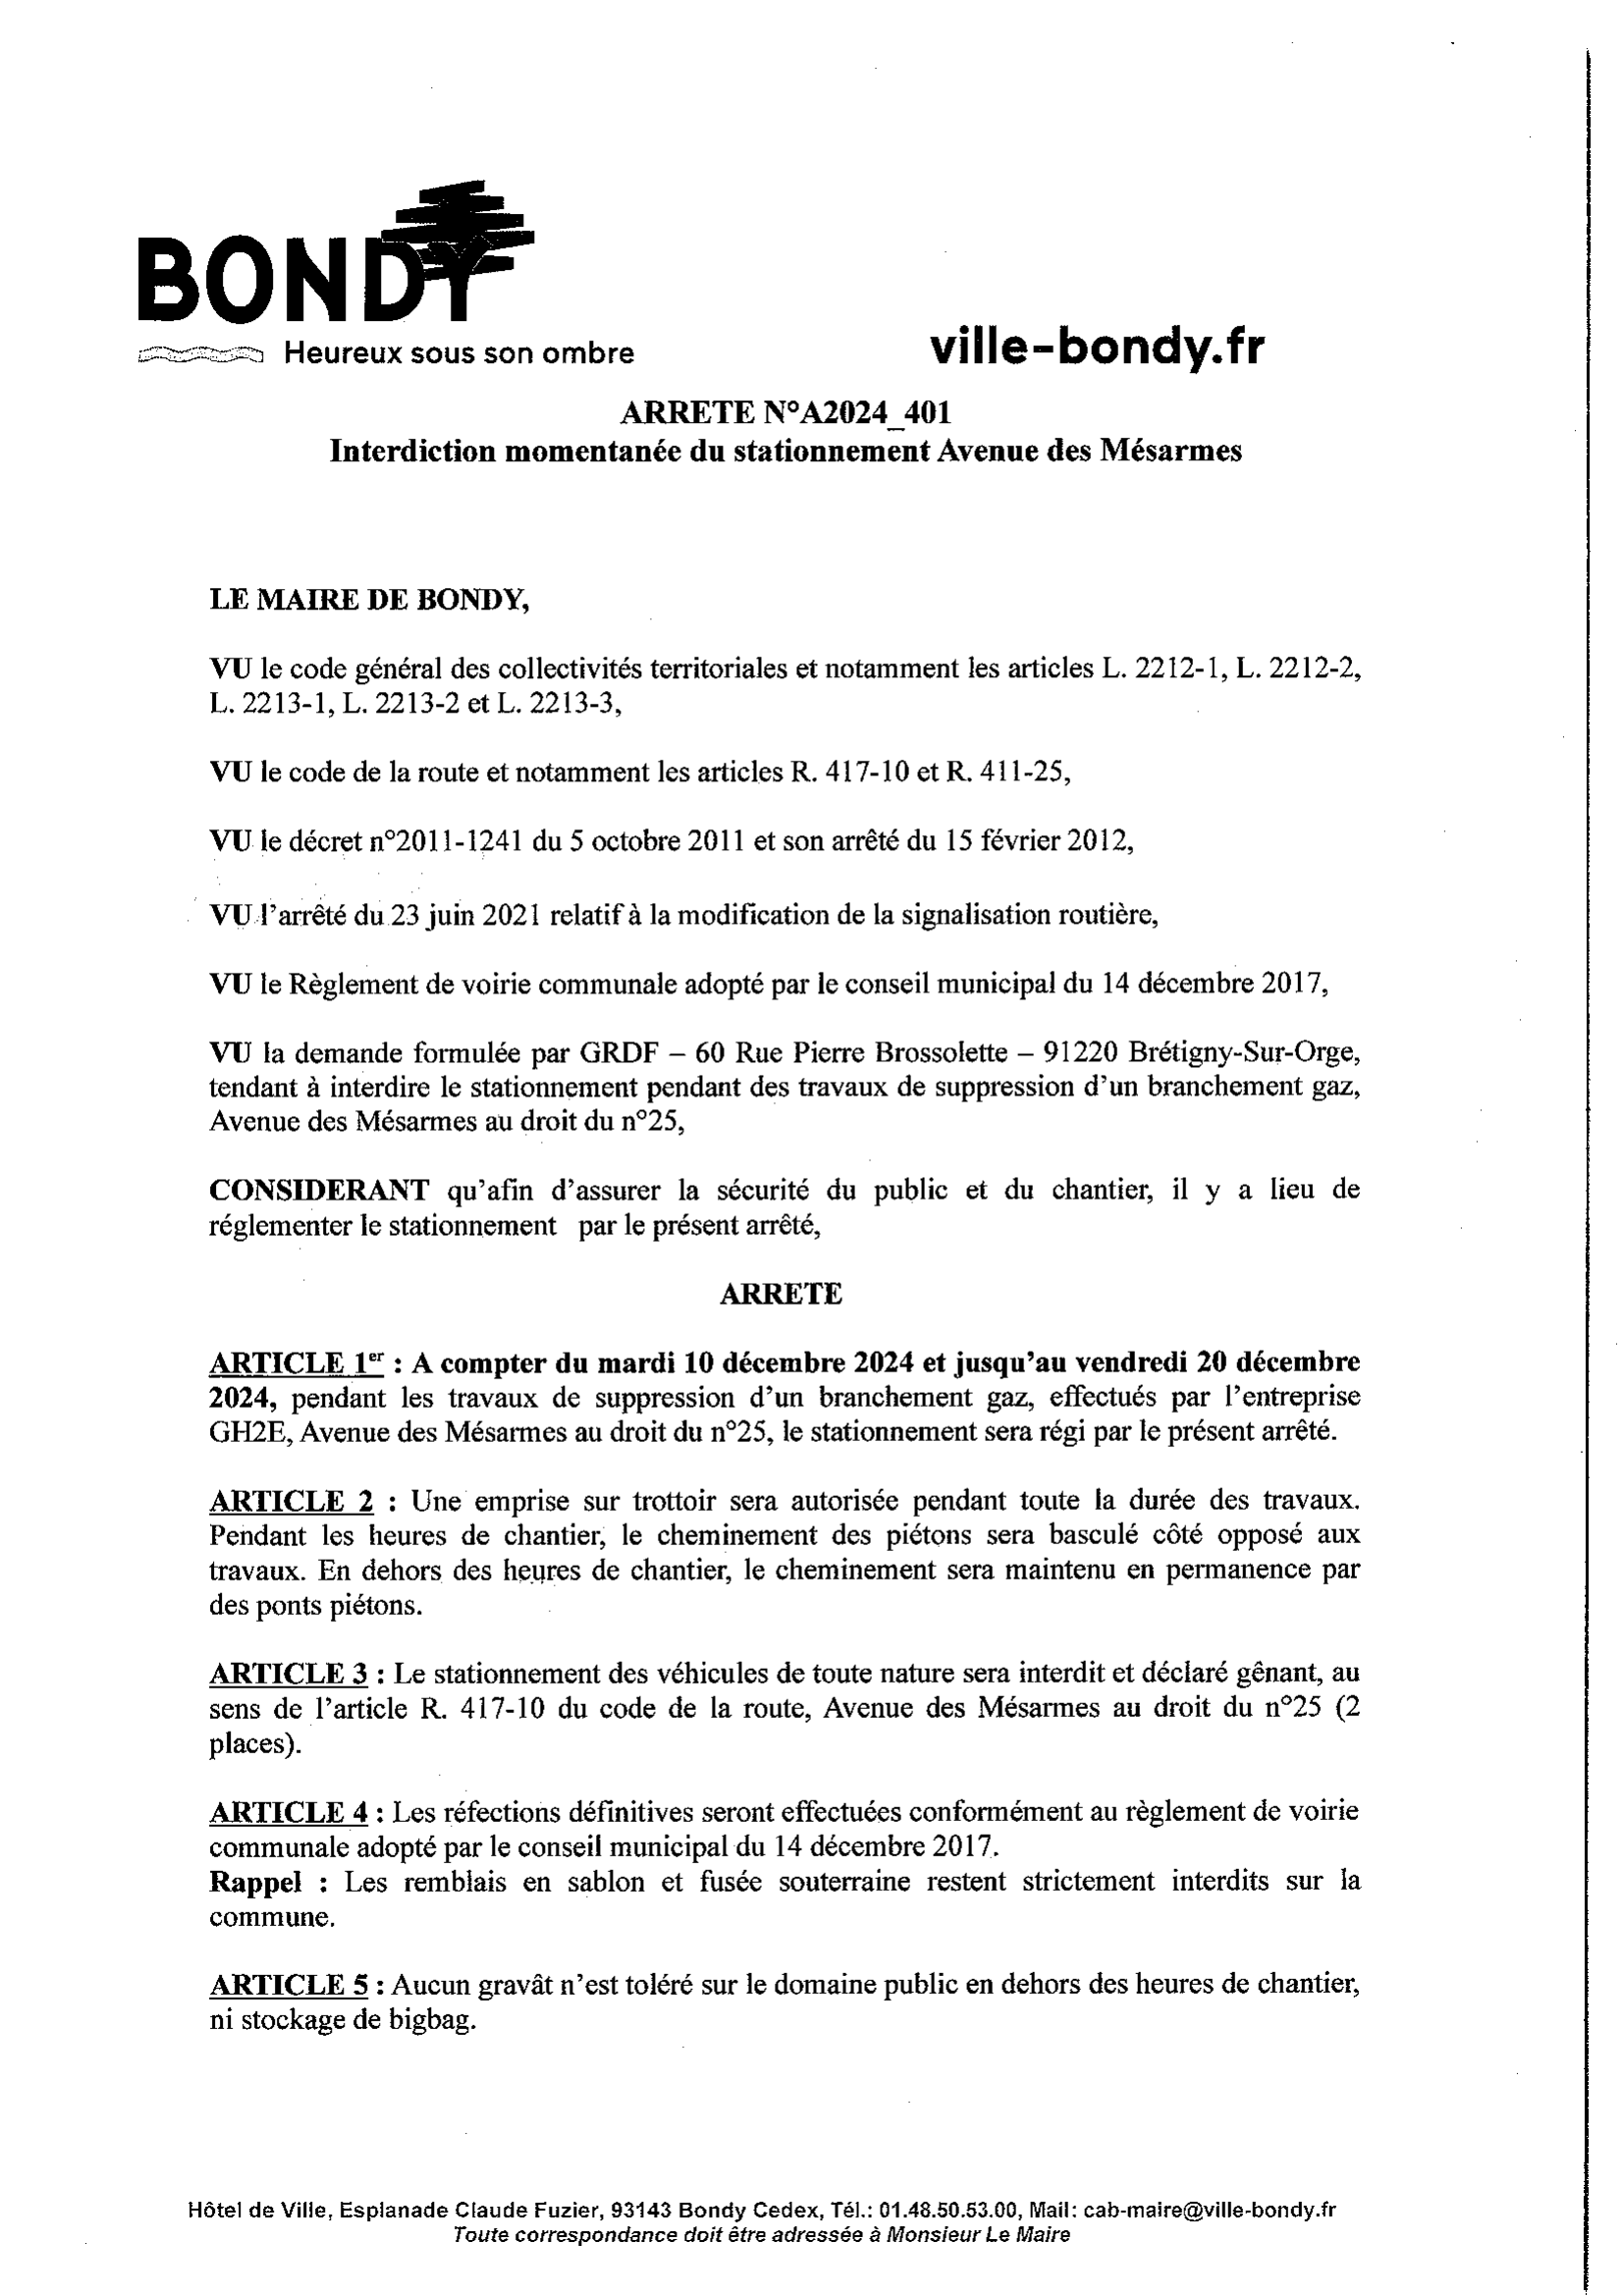 BONDY
Heureux sous son ombre
ville-bondy.fr
ARRETE N°A2024_401
Interdiction momentanée du stationnement Avenue des Mésarmes
LE MAIRE DE BONDY,
VU le code général des collectivités territoriales et notamment les articles L. 2212-1, L. 2212-2,
L. 2213-1, L. 2213-2 et L. 2213-3,
VU le code de la route et notamment les articles R. 417-10 et R. 411-25,
VU le décret n°2011-1241 du 5 octobre 2011 et son arrêté du 15 février 2012,
VU l'arrêté du 23 juin 2021 relatif à la modification de la signalisation routière,
VU le Règlement de voirie communale adopté par le conseil municipal du 14 décembre 2017,
VU la demande formulée par GRDF – 60 Rue Pierre Brossolette – 91220 Brétigny-Sur-Orge,
tendant à interdire le stationnement pendant des travaux de suppression d'un branchement gaz,
Avenue des Mésarmes au droit du n°25,
CONSIDERANT qu'afin d'assurer la sécurité du public et du chantier, il y a lieu de
réglementer le stationnement par le présent arrêté,
ARRETE
ARTICLE 1er : A compter du mardi 10 décembre 2024 et jusqu'au vendredi 20 décembre
2024, pendant les travaux de suppression d'un branchement gaz, effectués par l'entreprise
GH2E, Avenue des Mésarmes au droit du n°25, le stationnement sera régi par le présent arrêté.
ARTICLE 2 : Une emprise sur trottoir sera autorisée pendant toute la durée des travaux.
Pendant les heures de chantier, le cheminement des piétons sera basculé côté opposé aux
travaux. En dehors des heures de chantier, le cheminement sera maintenu en permanence par
des ponts piétons.
ARTICLE 3 : Le stationnement des véhicules de toute nature sera interdit et déclaré gênant, au
sens de l'article R. 417-10 du code de la route, Avenue des Mésarmes au droit du n°25 (2
places).
ARTICLE 4 : Les réfections définitives seront effectuées conformément au règlement de voirie
communale adopté par le conseil municipal du 14 décembre 2017.
Rappel : Les remblais en sablon et fusée souterraine restent strictement interdits sur la
commune.
ARTICLE 5 : Aucun gravât n'est toléré sur le domaine public en dehors des heures de chantier,
ni stockage de bigbag.
Hôtel de Ville, Esplanade Claude Fuzier, 93143 Bondy Cedex, Tél.: 01.48.50.53.00, Mail: cab-maire@ville-bondy.fr
Toute correspondance doit être adressée à Monsieur Le Maire